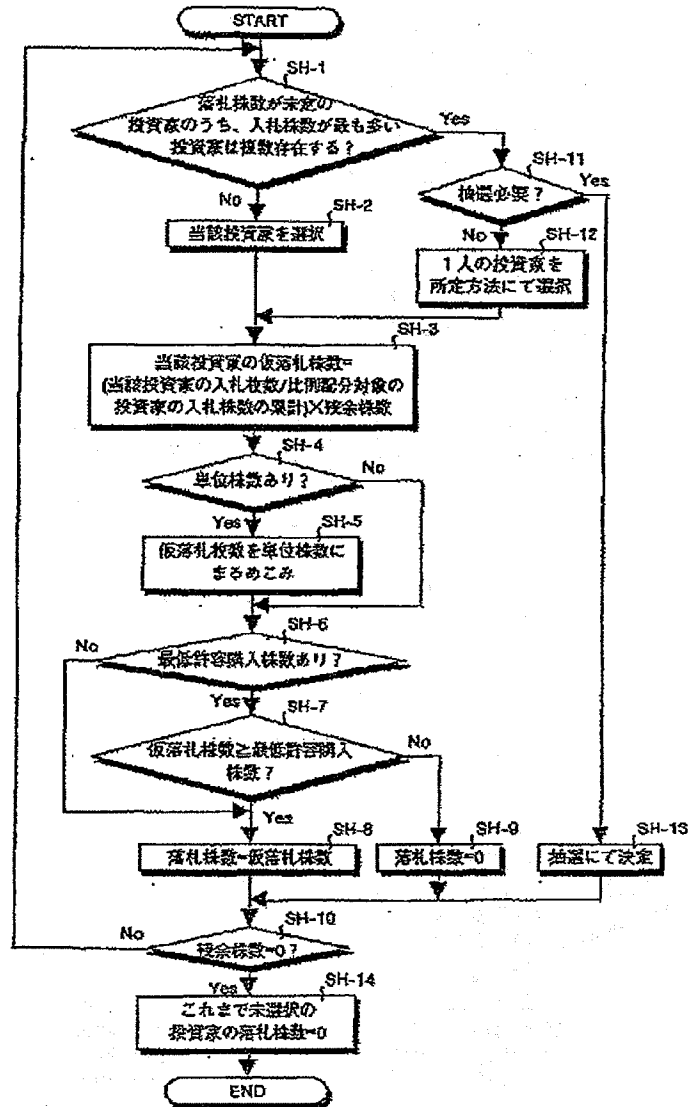 START
SH-1
落札株数が未定の
投資家のうち、入札株数が最も多い
投資家は複数存在する？
Yes
No
SH-2
当該投資家を選択
SH-11
抽選必要？
Yes
No
SH-12
1人の投資家を
所定方法にて選択
SH-3
当該投資家の仮落札株数=
(当該投資家の入札枚数/比例配分対象の
投資家の入札株数の累計)×残余株数
SH-4
単位株数あり？
No
Yes
SH-5
仮落札枚数を単位株数に
まるめこみ
SH-6
No
最低許容購入株数あり？
Yes
SH-7
仮落札株数≧最低許容購入
株数？
No
Yes
SH-8
落札株数=仮落札株数
SH-9
落札株数=0
SH-13
抽選にて決定
SH-10
No
残余株数=0？
Yes
SH-14
これまで未選択の
投資家の落札株数=0
END